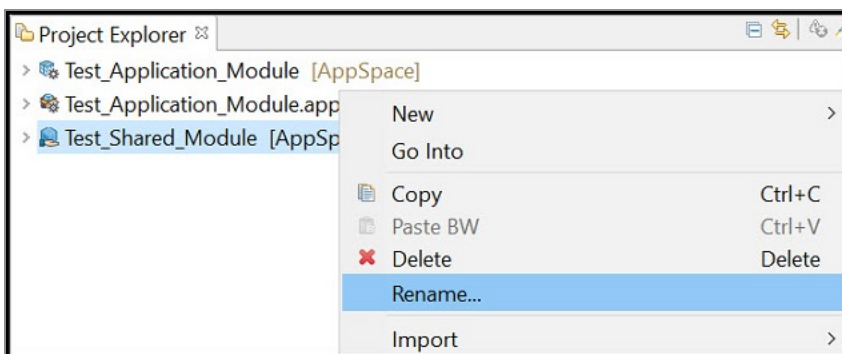 Project Explorer
Test_Application_Module [AppSpace]
Test_Application_Module.app
Test_Shared_Module [AppSp
New
Go Into
Copy Ctrl+C
Paste BW Ctrl+V
Delete Delete
Rename...
Import